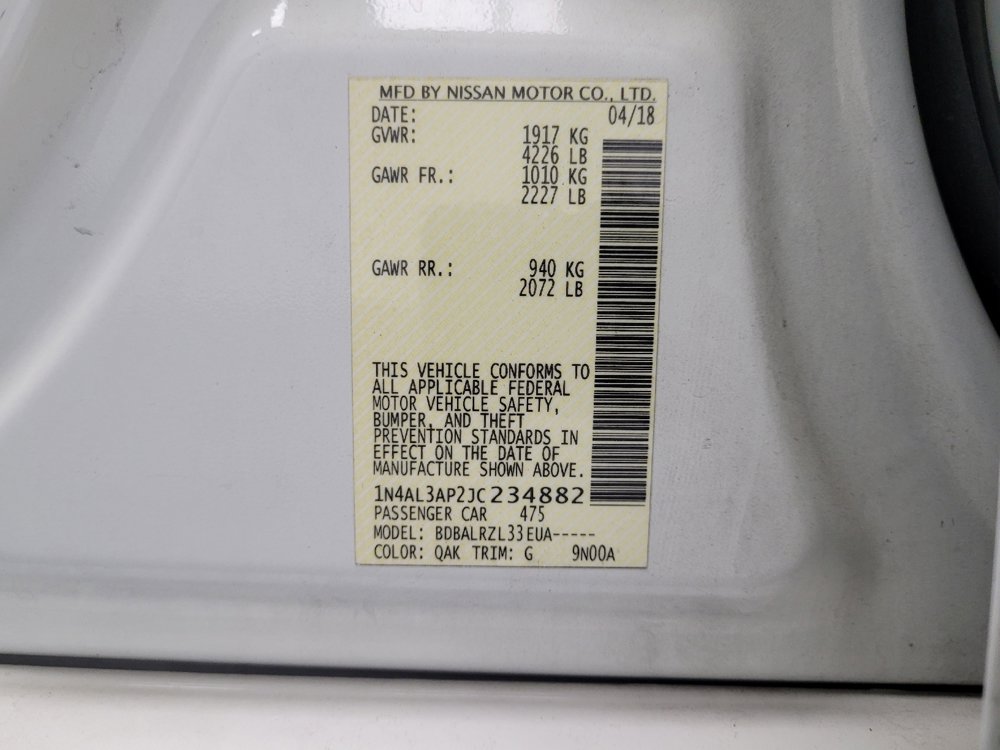 MFD BY NISSAN MOTOR CO., LTD.
DATE: 04/18
GVWR: 1917 KG
4226 LB
GAWR FR.: 1010 KG
2227 LB
GAWR RR.: 940 KG
2072 LB
THIS VEHICLE CONFORMS TO
ALL APPLICABLE FEDERAL
MOTOR VEHICLE SAFETY,
BUMPER, AND THEFT
PREVENTION STANDARDS IN
EFFECT ON THE DATE OF
MANUFACTURE SHOWN ABOVE.
1N4AL3AP2JC234882
PASSENGER CAR 475
MODEL: BDBALRZL33EUA-----
COLOR: QAK TRIM: G 9N00A